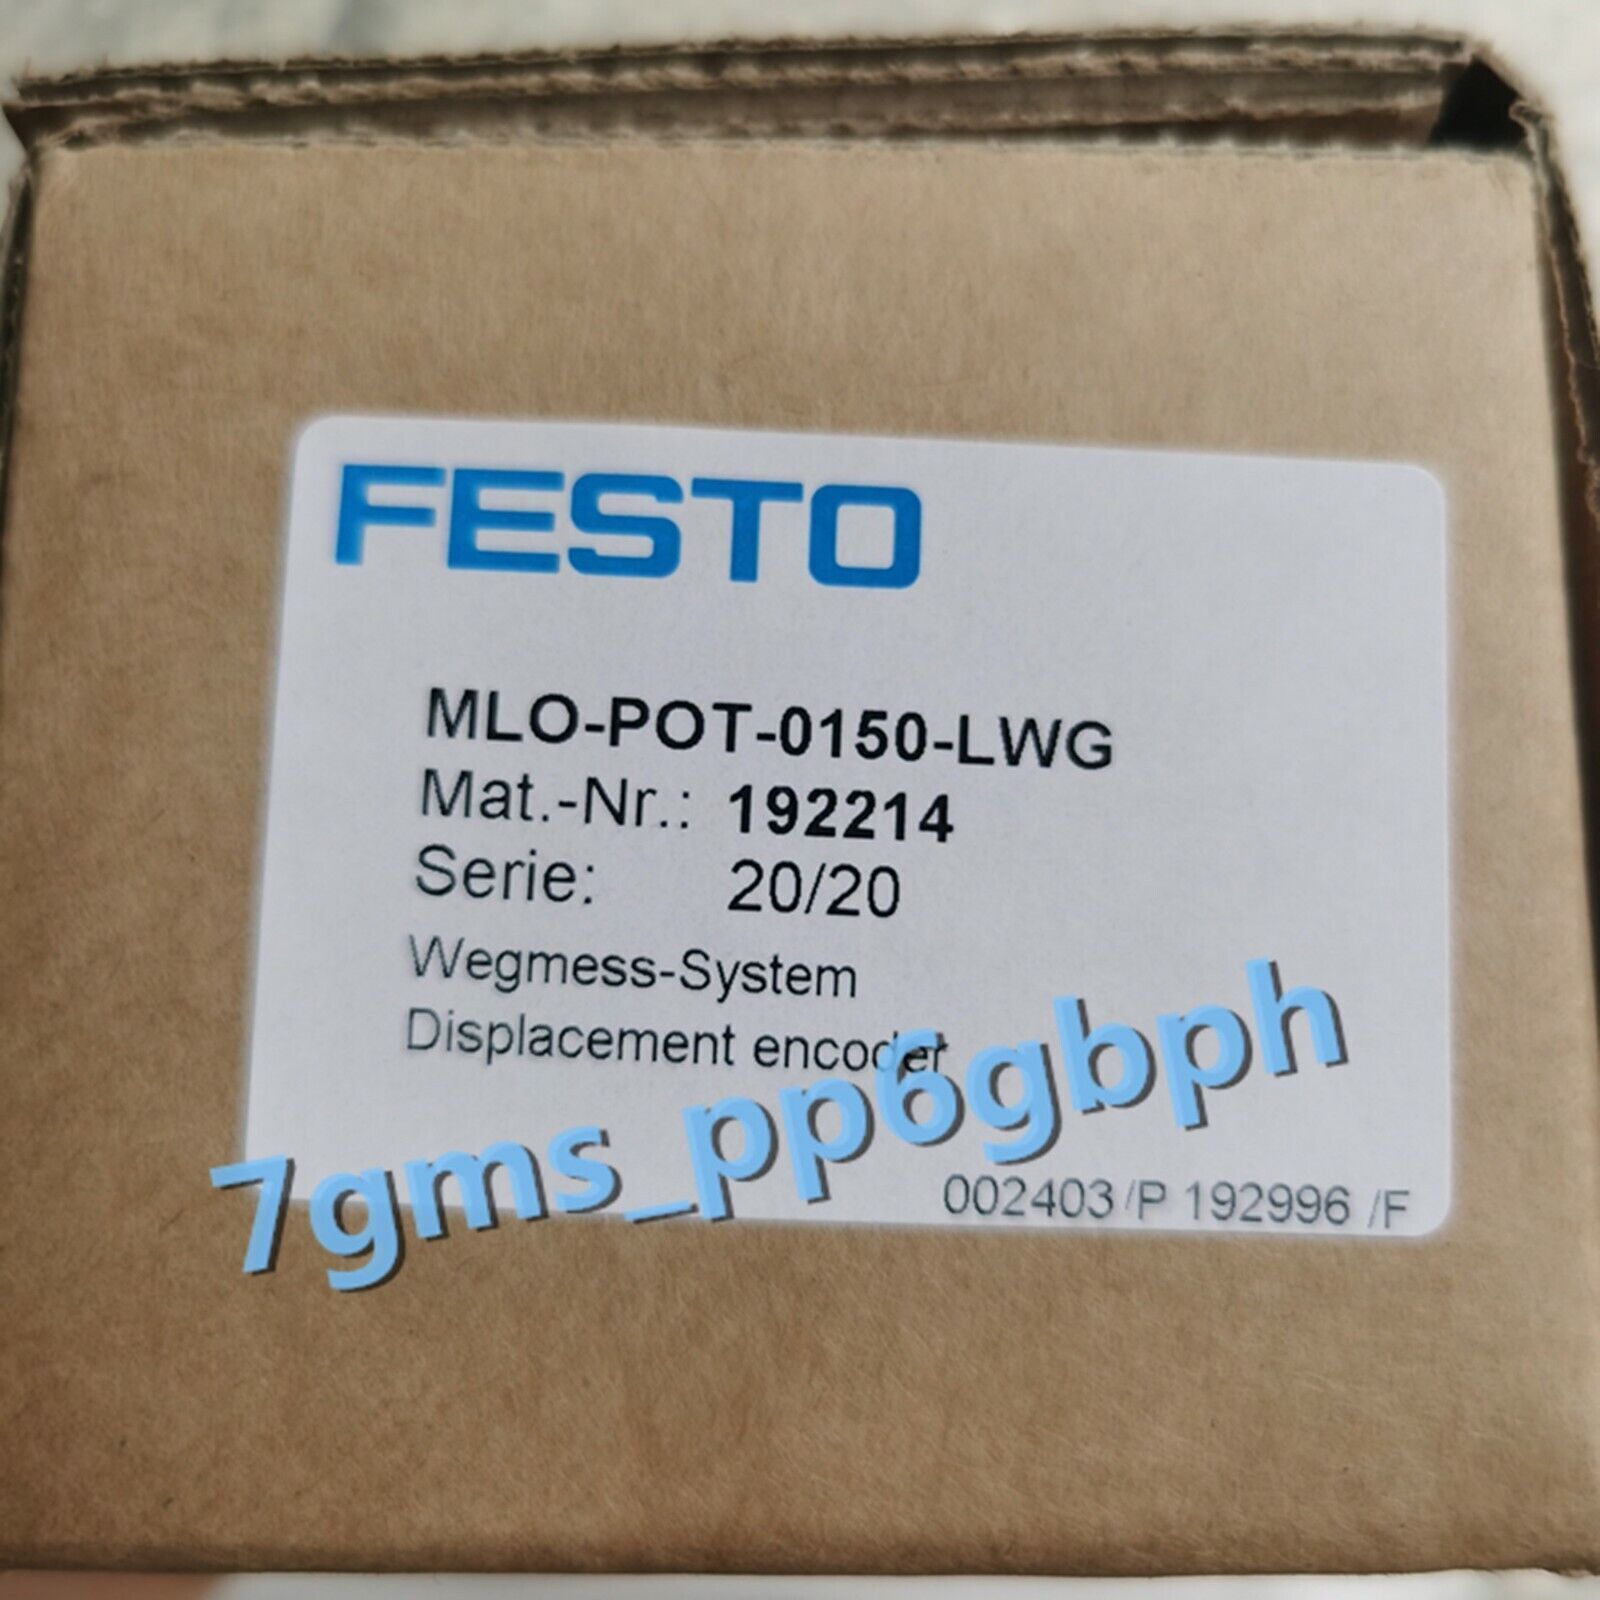 FESTO
MLO-POT-0150-LWG
Mat.-Nr.: 192214
Serie: 20/20
Wegmess-System
Displacement encoder
7gms_pp6gbph
002403/P 192996 /F